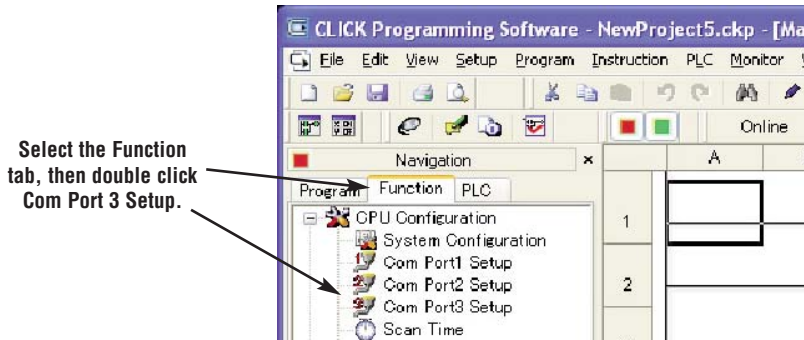 CLICK Programming Software - NewProject5.ckp - [Ma
File Edit View Setup Program Instruction PLC Monitor
Online
Select the Function
tab, then double click
Com Port 3 Setup.
Navigation
A
Program Function PLC
CPU Configuration
1
System Configuration
Com Port1 Setup
Com Port2 Setup
2
Com Port3 Setup
Scan Time